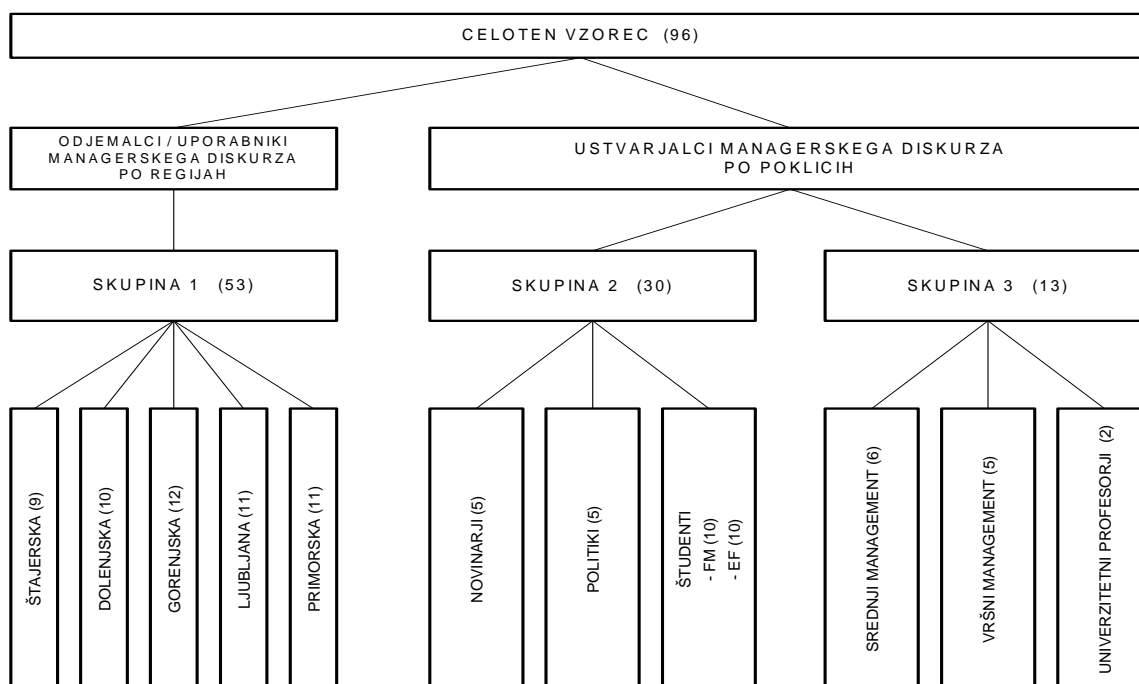 CELOTEN VZOREC (96)
ODJEMALCI / UPORABNIKI
MANAGERSKEGA DISKURZA
PO REGIJAH
USTVARJALCI MANAGERSKEGA DISKURZA
PO POKLICIH
SKUPINA 1 (53)
SKUPINA 2 (30)
SKUPINA 3 (13)
ŠTAJERSKA (9)
DOLENJSKA (10)
GORENJSKA (12)
LJUBLJANA (11)
PRIMORSKA (11)
NOVINARJI (5)
POLITIKI (5)
ŠTUDENTI
- FM (10)
- EF (10)
SREDNJI MANAGEMENT (6)
VRŠNI MANAGEMENT (5)
UNIVERZITETNI PROFESORJI (2)